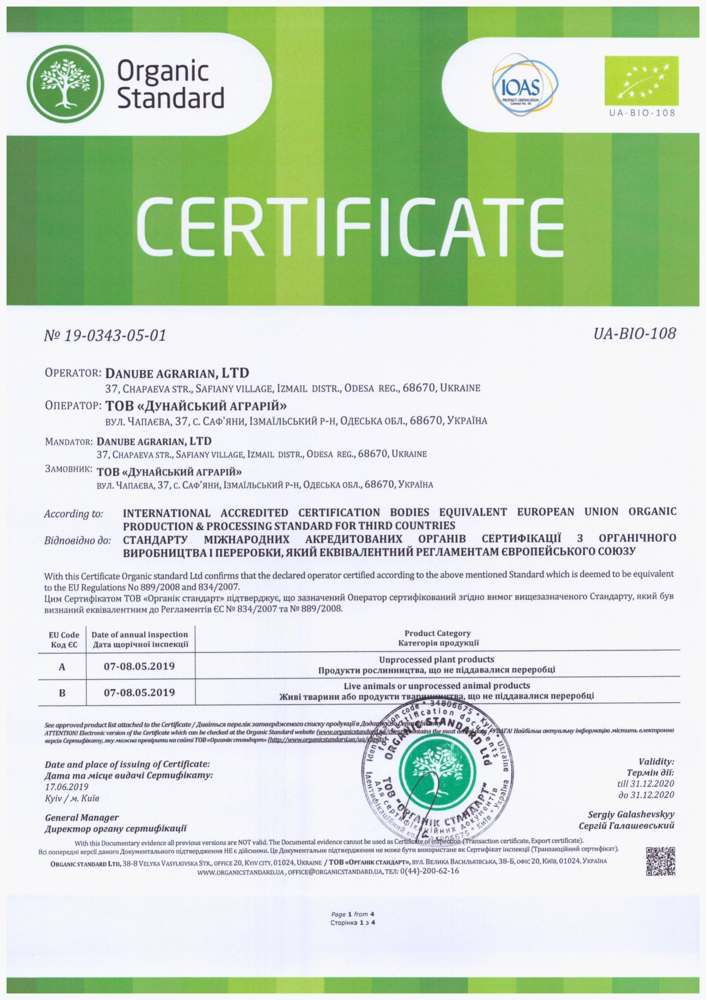 Organic
Standard
IOAS
PRODUCT CERTIFICATION
Contract No. 66
UA-BIO-108
CERTIFICATE
№ 19-0343-05-01
UA-BIO-108
OPERATOR: DANUBE AGRARIAN, LTD
37, CHAPAEVA STR., SAFIANY VILLAGE, IZMAIL DISTR., ODESA REG., 68670, UKRAINE
ОПЕРАТОР: ТОВ «ДУНАЙСЬКИЙ АГРАРІЙ»
ВУЛ. ЧАПАЄВА, 37, С. САФ'ЯНИ, ІЗМАЇЛЬСЬКИЙ Р-Н, ОДЕСЬКА ОБЛ., 68670, УКРАЇНА
MANDATOR: DANUBE AGRARIAN, LTD
37, CHAPAEVA STR., SAFIANY VILLAGE, IZMAIL DISTR., ODESA REG., 68670, UKRAINE
ЗАМОВНИК: ТОВ «ДУНАЙСЬКИЙ АГРАРІЙ»
ВУЛ. ЧАПАЄВА, 37, С. САФ'ЯНИ, ІЗМАЇЛЬСЬКИЙ Р-Н, ОДЕСЬКА ОБЛ., 68670, УКРАЇНА
According to: INTERNATIONAL ACCREDITED CERTIFICATION BODIES EQUIVALENT EUROPEAN UNION ORGANIC
PRODUCTION & PROCESSING STANDARD FOR THIRD COUNTRIES
Відповідно до: СТАНДАРТУ МІЖНАРОДНИХ АКРЕДИТОВАНИХ ОРГАНІВ СЕРТИФІКАЦІЇ З ОРГАНІЧНОГО
ВИРОБНИЦТВА І ПЕРЕРОБКИ, ЯКИЙ ЕКВІВАЛЕНТНИЙ РЕГЛАМЕНТАМ ЄВРОПЕЙСЬКОГО СОЮЗУ
With this Certificate Organic standard Ltd confirms that the declared operator certified according to the above mentioned Standard which is deemed to be equivalent
to the EU Regulations No 889/2008 and 834/2007.
Цим Сертифікатом ТОВ «Органік стандарт» підтверджує, що зазначений Оператор сертифікований згідно вимог вищезазначеного Стандарту, який був
визнаний еквівалентним до Регламентів ЄС № 834/2007 та № 889/2008.
EU Code Date of annual inspection Product Category
Код ЄС Дата щорічної інспекції Категорія продукції
A 07-08.05.2019 Unprocessed plant products
Продукти рослинництва, що не піддавалися переробці
B 07-08.05.2019 Live animals or unprocessed animal products
Живі тварини або продукти тваринництва, що не піддавалися переробці
See approved product list attached to the Certificate / Дивіться перелік затвердженого списку продукції в Додатку до Сертифікату
ATTENTION! Electronic version of the Certificate which can be checked at the Organic Standard website (www.organicstandard.ua/clients) contains the most actual data / УВАГА! Найбільш актуальну інформацію містить електронна
версія Сертифікату, яку можна превірити на сайті ТОВ «Органік стандарт» (http://www.organicstandard.ua/ua/clients)
Identification code * 34806675 * Kyiv * Ukraine
for certification documents
ORGANIC STANDARD Ltd
ТОВ "ОРГАНІК СТАНДАРТ"
для сертифікаційних документів
Ідентифікаційний код * 34806675 * Київ * Україна
Date and place of issuing of Certificate:
Дата та місце видачі Сертифікату:
17.06.2019
Kyiv / м. Київ
Validity:
Термін дії:
till 31.12.2020
до 31.12.2020
General Manager
Директор органу сертифікації
Sergiy Galashevskyy
Сергій Галашевський
With this Documentary evidence all previous versions are NOT valid. The Documental evidence cannot be used as Certificate of inspection (Transaction certificate, Export certificate).
Всі попередні версії даного Документального підтвердження НЕ є дійсними. Це Документальне підтвердження не може бути використане як Сертифікат інспекції (Транзакційний сертифікат).
ORGANIC STANDARD LTD, 38-B VELYKA VASYLKIVSKA STR., OFFICE 20, KYIV CITY, 01024, UKRAINE / ТОВ «ОРГАНІК СТАНДАРТ», ВУЛ. ВЕЛИКА ВАСИЛЬКІВСЬКА, 38-Б, ОФІС 20, КИЇВ, 01024, УКРАЇНА
WWW.ORGANICSTANDARD.UA , OFFICE@ORGANICSTANDARD.UA, ТЕЛ: 0(44)-200-62-16
Page 1 from 4
Сторінка 1 з 4